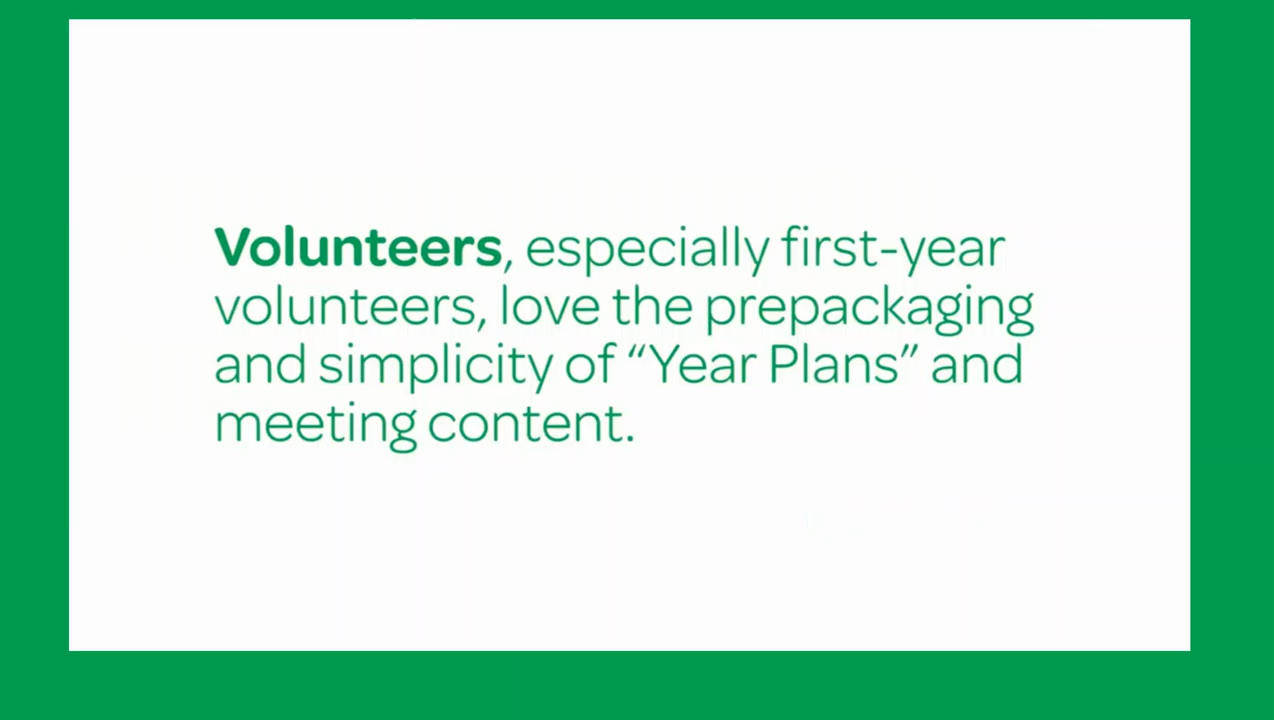 Volunteers, especially first-year
volunteers, love the prepackaging
and simplicity of “Year Plans” and
meeting content.